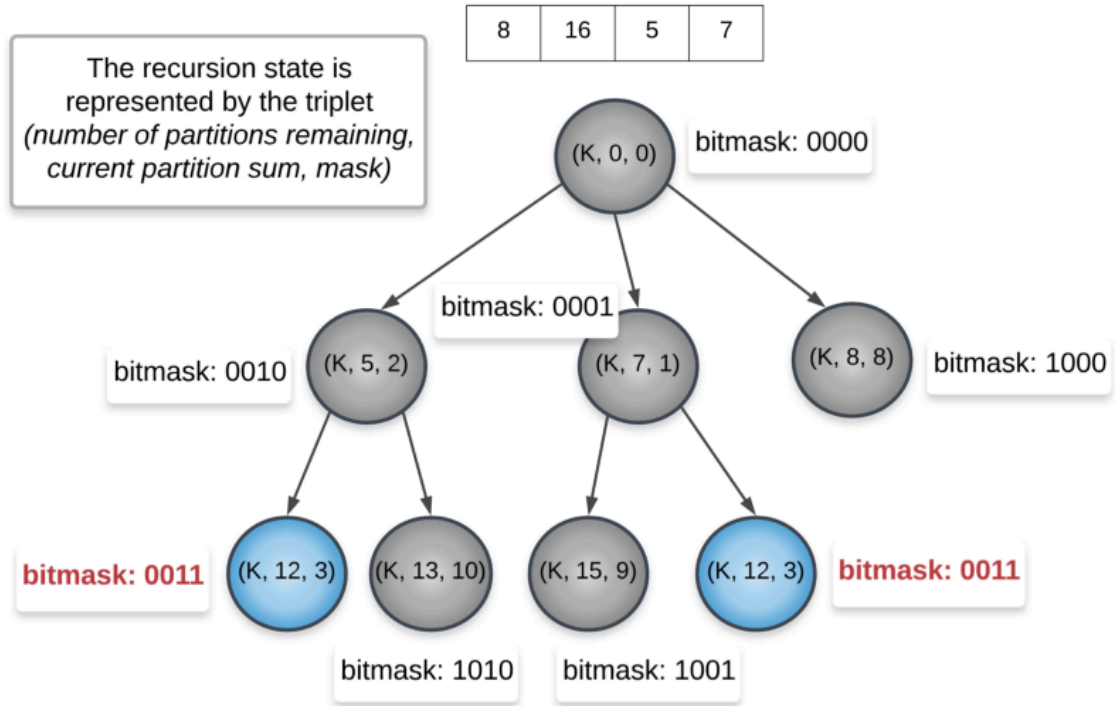 8 16 5 7
The recursion state is
represented by the triplet
(number of partitions remaining,
current partition sum, mask)
(K, 0, 0)
bitmask: 0000
bitmask: 0001
bitmask: 0010
(K, 5, 2)
(K, 7, 1)
(K, 8, 8)
bitmask: 1000
bitmask: 0011
(K, 12, 3)
(K, 13, 10)
(K, 15, 9)
(K, 12, 3)
bitmask: 0011
bitmask: 1010
bitmask: 1001